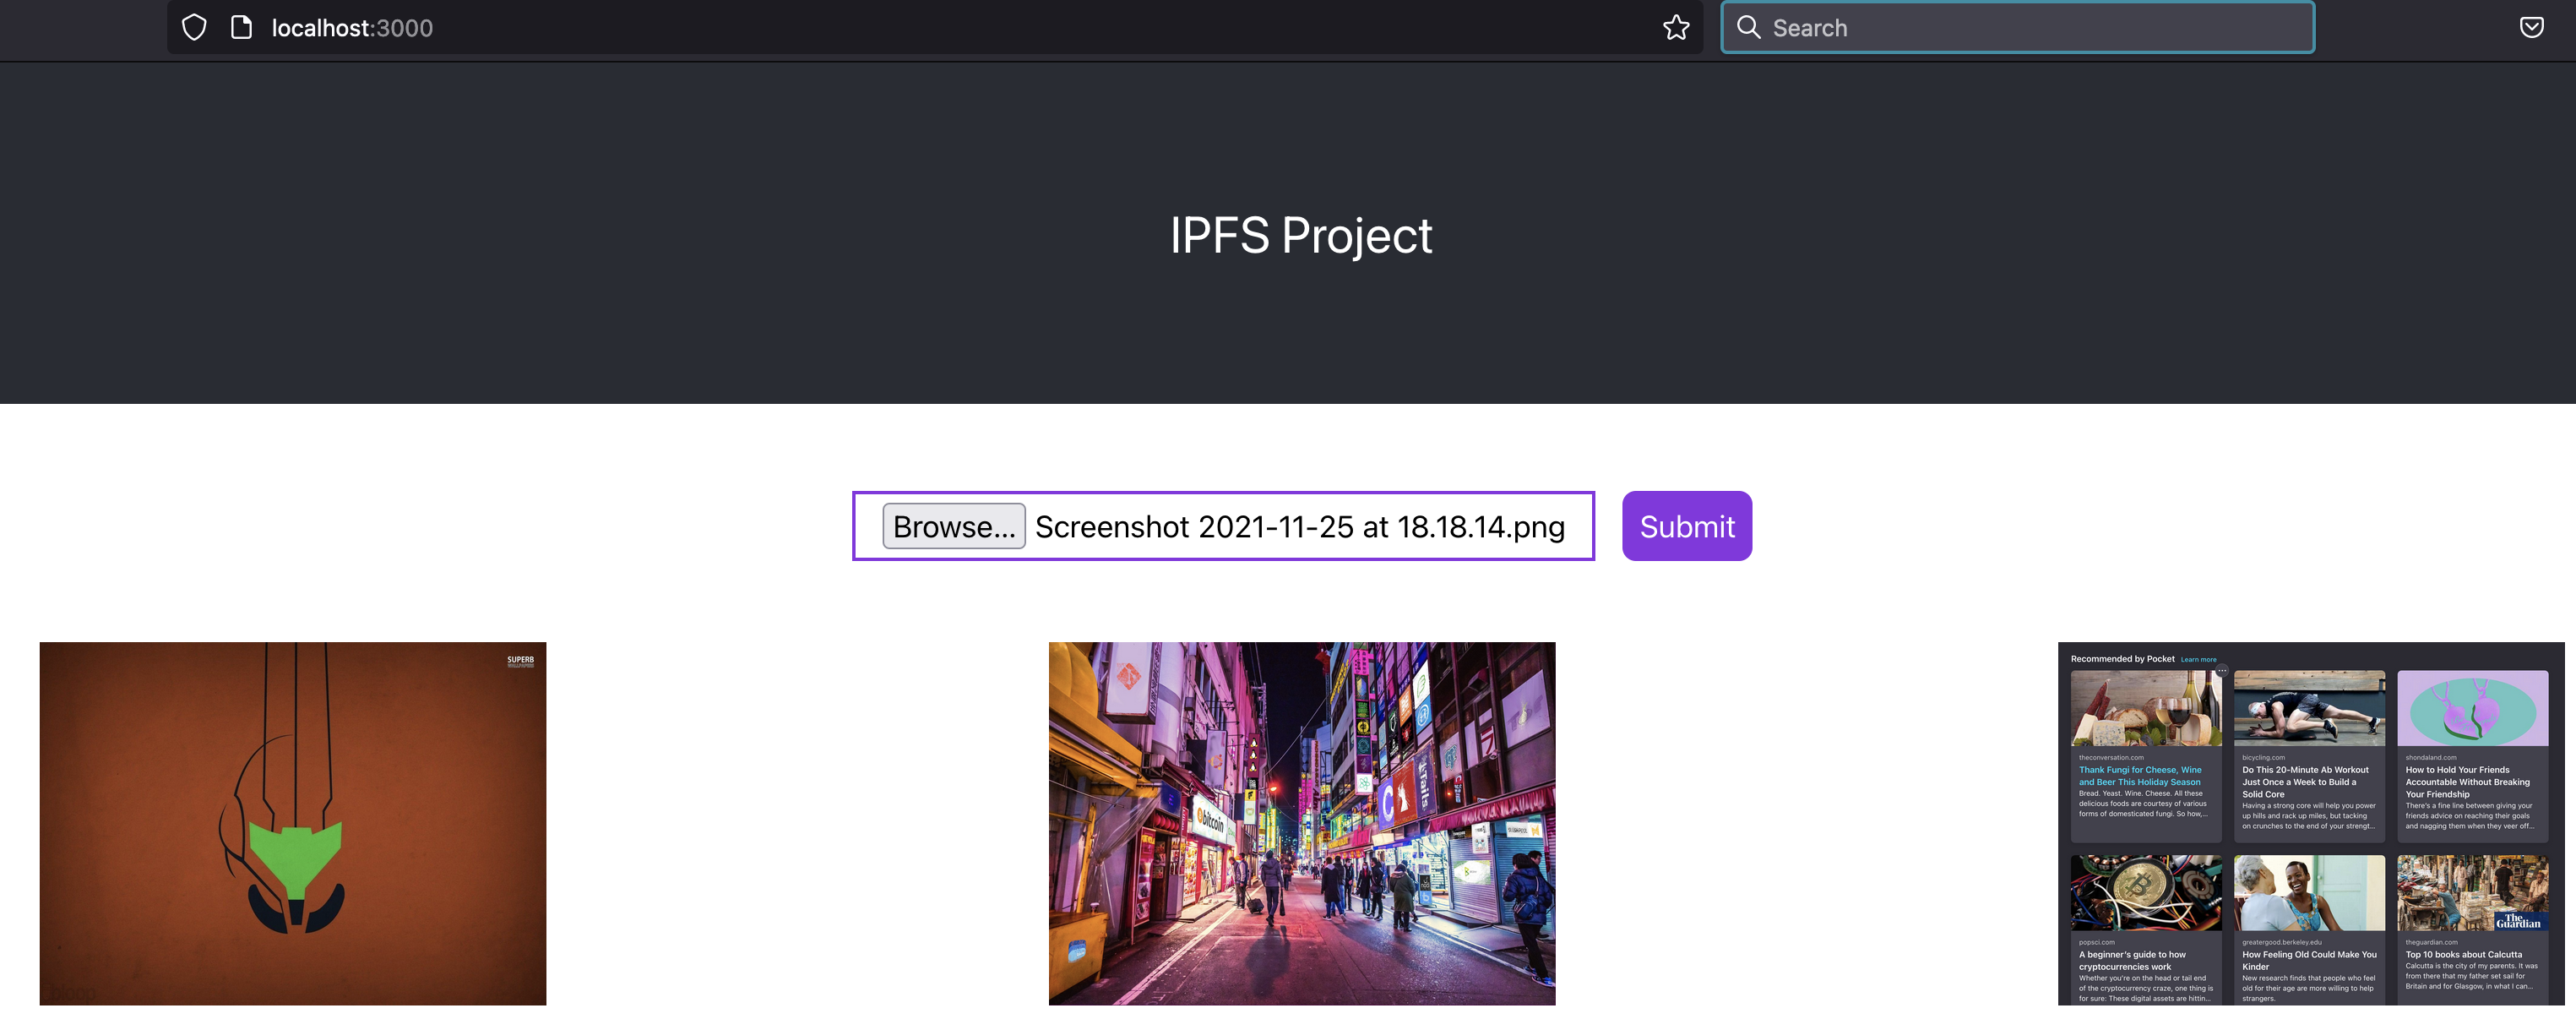 localhost:3000
Search
IPFS Project
Browse... Screenshot 2021-11-25 at 18.18.14.png
Submit
SUPERB
bloop
bitcoin
Waifus
Recommended by Pocket Learn more
theconversation.com
Thank Fungi for Cheese, Wine
and Beer This Holiday Season
Bread. Yeast. Wine. Cheese. All these
delicious foods are courtesy of various
forms of domesticated fungi. So how,...
bicycling.com
Do This 20-Minute Ab Workout
Just Once a Week to Build a
Solid Core
Having a strong core will help you power
up hills and rack up miles, but tacking
on crunches to the end of your strengt...
shondaland.com
How to Hold Your Friends
Accountable Without Breaking
Your Friendship
There's a fine line between giving your
friends advice on reaching their goals
and nagging them when they veer off...
The
Guardian
popsci.com
A beginner's guide to how
cryptocurrencies work
Whether you're on the head or tail end
of the cryptocurrency craze, one thing is
for sure: These digital assets are hittin...
greatergood.berkeley.edu
How Feeling Old Could Make You
Kinder
New research finds that people who feel
old for their age are more willing to help
strangers.
theguardian.com
Top 10 books about Calcutta
Calcutta is the city of my parents. It was
from there that my father set sail for
Britain and for Glasgow, in what I can...